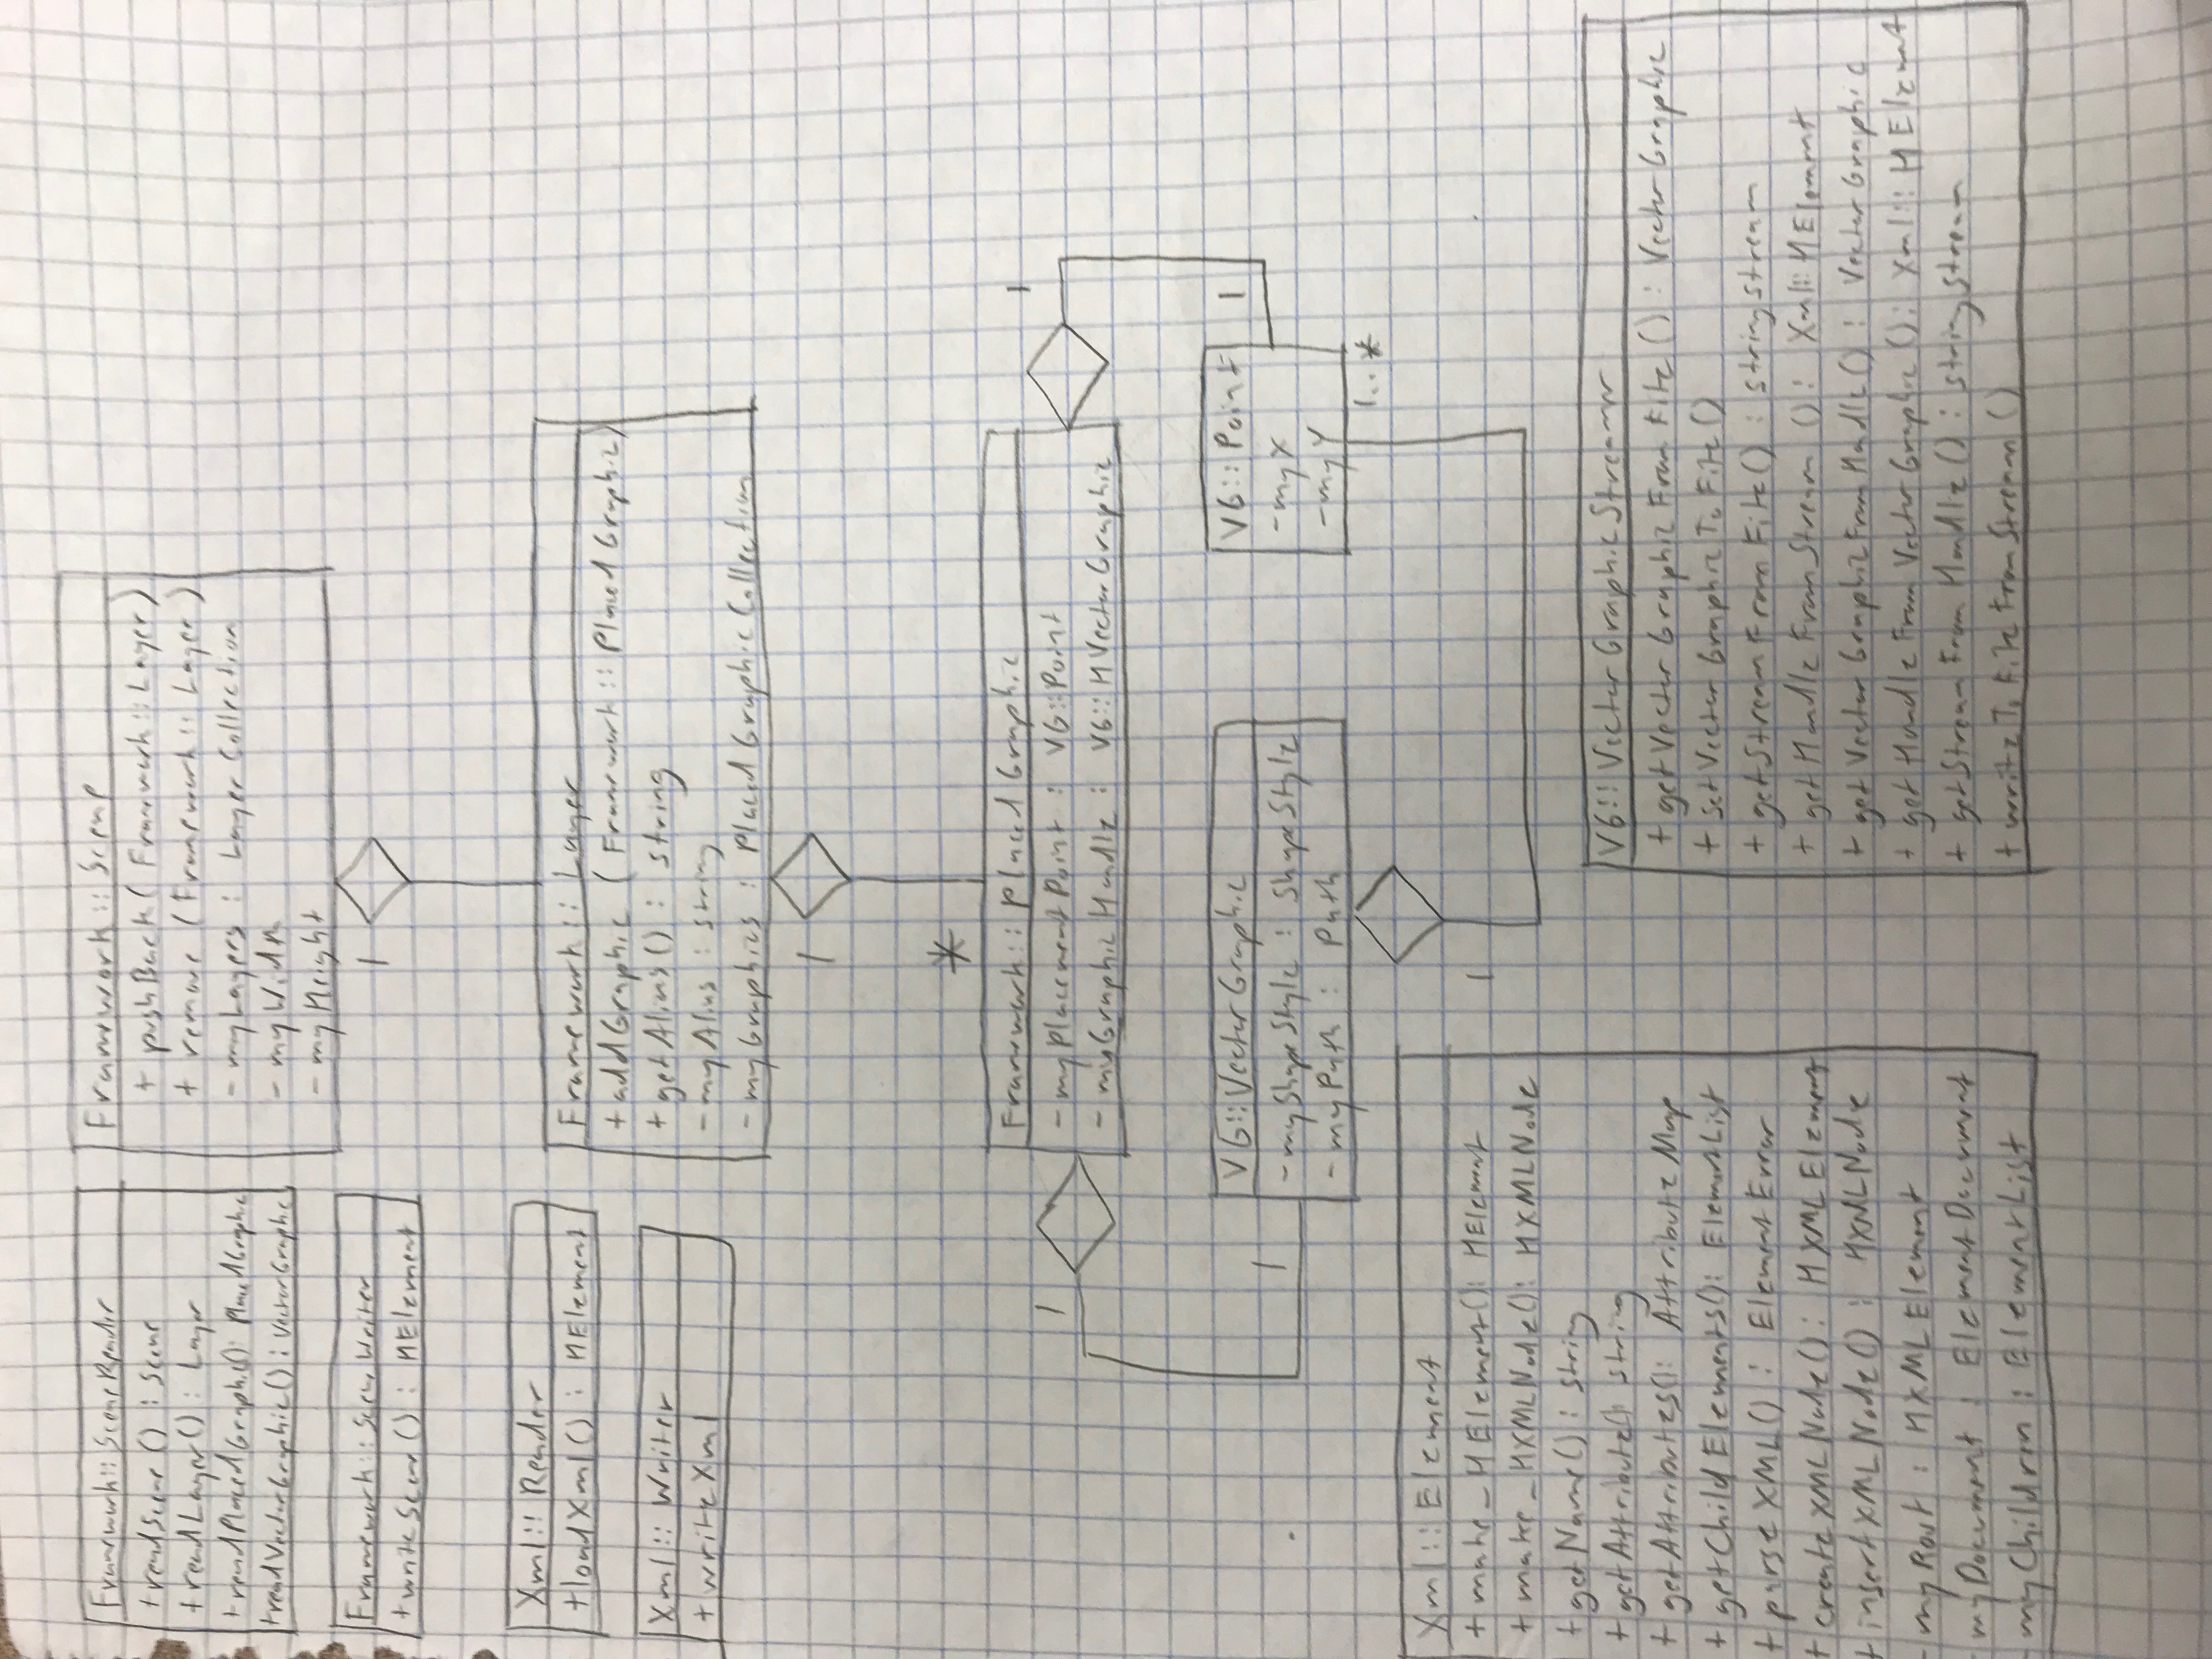 Framework::SceneReader
+readScene() : Scene
+readLayer() : Layer
+readPlacedGraphic(): PlacedGraphic
+readVectorGraphic() : VectorGraphic
Framework::Scene
+ pushBack(Framework::Layer)
+ remove (Framework::Layer)
- myLayers : LayerCollection
- myWidth
- myHeight
1
Framework::SceneWriter
+writeScene() : HElement
Xml::Reader
+loadXml() : HElement
Xml::Writer
+ writeXml
Framework::Layer
+ addGraphic (Framework::PlacedGraphic)
+ getAlias() : string
- myAlias : string
- myGraphics : PlacedGraphicCollection
1
*
Framework::PlacedGraphic
- myPlacementPoint : VG::Point
- myGraphicHandle : VG::HVectorGraphic
1
1
VG::VectorGraphic
- myShapeStyle : ShapeStyle
- myPath : Path
1
VG::Point
- myX
- myY
1
1..*
1
Xml::Element
+ make_HElement(): HElement
+ make_HXMLNode(): HXMLNode
+ getName() : string
+ getAttribute() string
+ getAttributes(): AttributeMap
+ getChildElements(): ElementList
+ parseXML() : ElementError
+ createXMLNode(): HXMLElement
+ insertXMLNode() : HXMLNode
- myRoot : HXMLElement
- myDocument : ElementDocument
- myChildren : ElementList
VG::VectorGraphicStreamer
+ getVectorGraphicFromFile() : VectorGraphic
+ setVectorGraphicToFile()
+ getStreamFromFile() : stringstream
+ getHandleFromStream() : Xml::HElement
+ getVectorGraphicFromHandle() : VectorGraphic
+ getHandleFromVectorGraphic(): Xml::HElement
+ getStreamFromHandle() : stringstream
+ writeToFileFromStream()